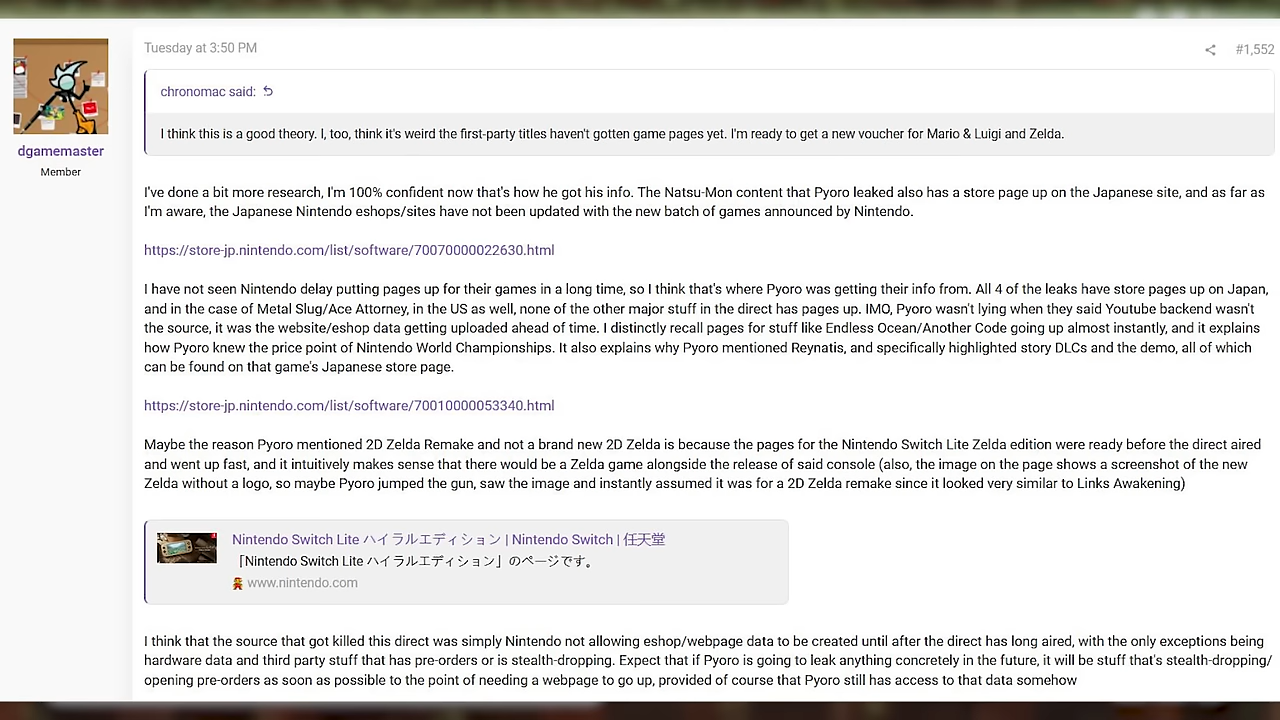 Tuesday at 3:50 PM
#1,552
dgamemaster
Member
chronomac said:
I think this is a good theory. I, too, think it's weird the first-party titles haven't gotten game pages yet. I'm ready to get a new voucher for Mario & Luigi and Zelda.
I've done a bit more research, I'm 100% confident now that's how he got his info. The Natsu-Mon content that Pyoro leaked also has a store page up on the Japanese site, and as far as
I'm aware, the Japanese Nintendo eshops/sites have not been updated with the new batch of games announced by Nintendo.
https://store-jp.nintendo.com/list/software/70070000022630.html
I have not seen Nintendo delay putting pages up for their games in a long time, so I think that's where Pyoro was getting their info from. All 4 of the leaks have store pages up on Japan,
and in the case of Metal Slug/Ace Attorney, in the US as well, none of the other major stuff in the direct has pages up. IMO, Pyoro wasn't lying when they said Youtube backend wasn't
the source, it was the website/eshop data getting uploaded ahead of time. I distinctly recall pages for stuff like Endless Ocean/Another Code going up almost instantly, and it explains
how Pyoro knew the price point of Nintendo World Championships. It also explains why Pyoro mentioned Reynatis, and specifically highlighted story DLCs and the demo, all of which
can be found on that game's Japanese store page.
https://store-jp.nintendo.com/list/software/70010000053340.html
Maybe the reason Pyoro mentioned 2D Zelda Remake and not a brand new 2D Zelda is because the pages for the Nintendo Switch Lite Zelda edition were ready before the direct aired
and went up fast, and it intuitively makes sense that there would be a Zelda game alongside the release of said console (also, the image on the page shows a screenshot of the new
Zelda without a logo, so maybe Pyoro jumped the gun, saw the image and instantly assumed it was for a 2D Zelda remake since it looked very similar to Links Awakening)
Nintendo Switch Lite ハイラルエディション | Nintendo Switch | 任天堂
「Nintendo Switch Lite ハイラルエディション」のページです。
www.nintendo.com
I think that the source that got killed this direct was simply Nintendo not allowing eshop/webpage data to be created until after the direct has long aired, with the only exceptions being
hardware data and third party stuff that has pre-orders or is stealth-dropping. Expect that if Pyoro is going to leak anything concretely in the future, it will be stuff that's stealth-dropping/
opening pre-orders as soon as possible to the point of needing a webpage to go up, provided of course that Pyoro still has access to that data somehow